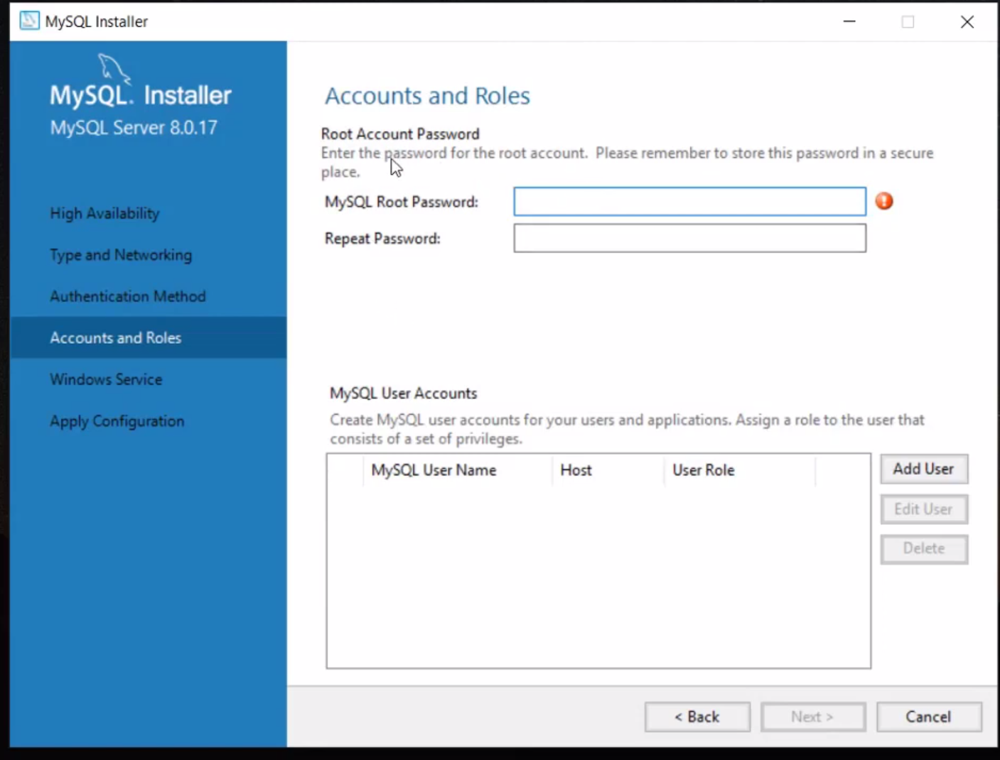 MySQL Installer
MySQL. Installer
MySQL Server 8.0.17
High Availability
Type and Networking
Authentication Method
Accounts and Roles
Windows Service
Apply Configuration
Accounts and Roles
Root Account Password
Enter the password for the root account.  Please remember to store this password in a secure
place.
MySQL Root Password:
Repeat Password:
MySQL User Accounts
Create MySQL user accounts for your users and applications. Assign a role to the user that
consists of a set of privileges.
MySQL User Name Host User Role
Add User
Edit User
Delete
< Back Next > Cancel